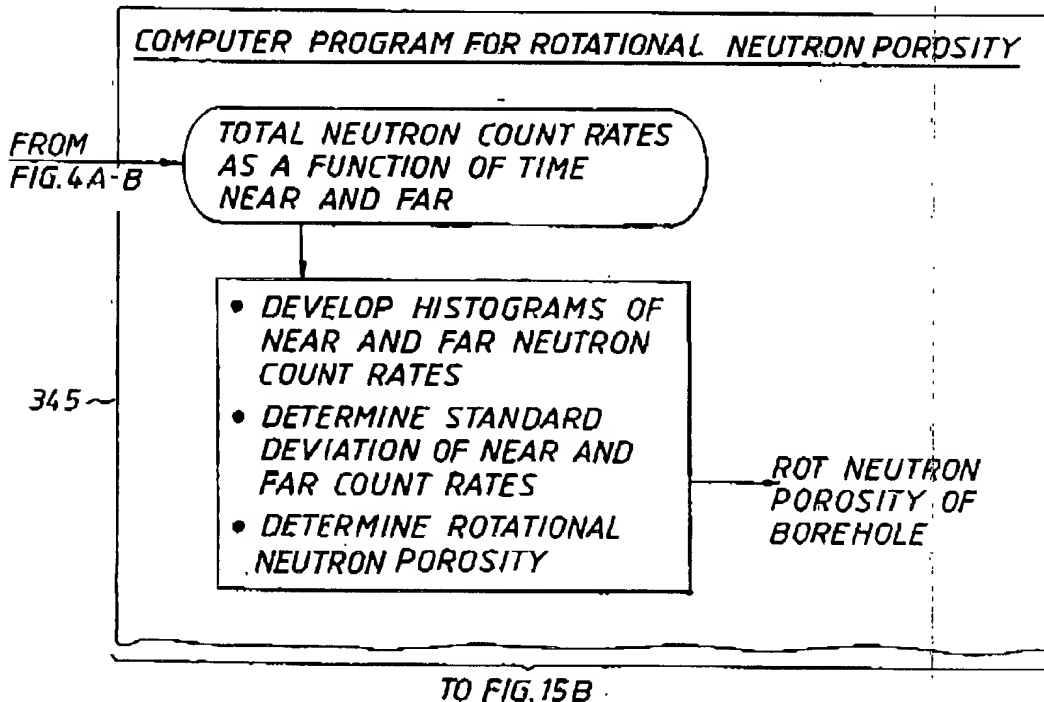 COMPUTER PROGRAM FOR ROTATIONAL NEUTRON POROSITY
FROM
FIG.4A-B
TOTAL NEUTRON COUNT RATES
AS A FUNCTION OF TIME
NEAR AND FAR
• DEVELOP HISTOGRAMS OF
NEAR AND FAR NEUTRON
COUNT RATES
• DETERMINE STANDARD
DEVIATION OF NEAR AND
FAR COUNT RATES
• DETERMINE ROTATIONAL
NEUTRON POROSITY
345
ROT NEUTRON
POROSITY OF
BOREHOLE
TO FIG.15B